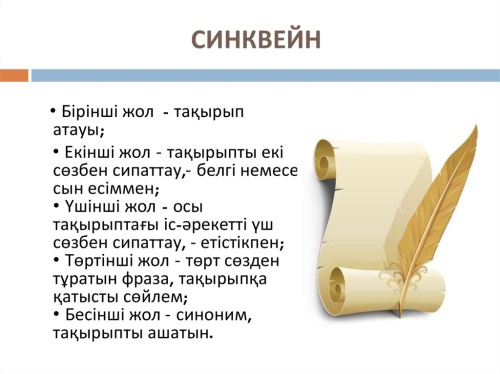 СИНКВЕЙН
• Бірінші жол - тақырып
атауы;
• Екінші жол - тақырыпты екі
сөзбен сипаттау,- белгі немесе
сын есіммен;
• Үшінші жол - осы
тақырыптағы іс-әрекетті үш
сөзбен сипаттау, - етістікпен;
• Төртінші жол - төрт сөзден
тұратын фраза, тақырыпқа
қатысты сөйлем;
• Бесінші жол - синоним,
тақырыпты ашатын.